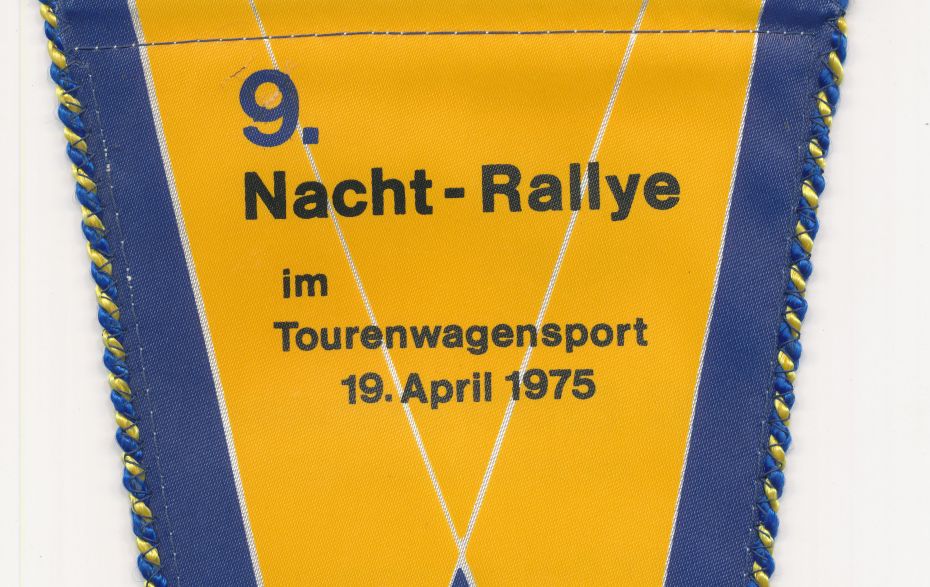 9.
Nacht-Rallye
im
Tourenwagensport
19. April 1975